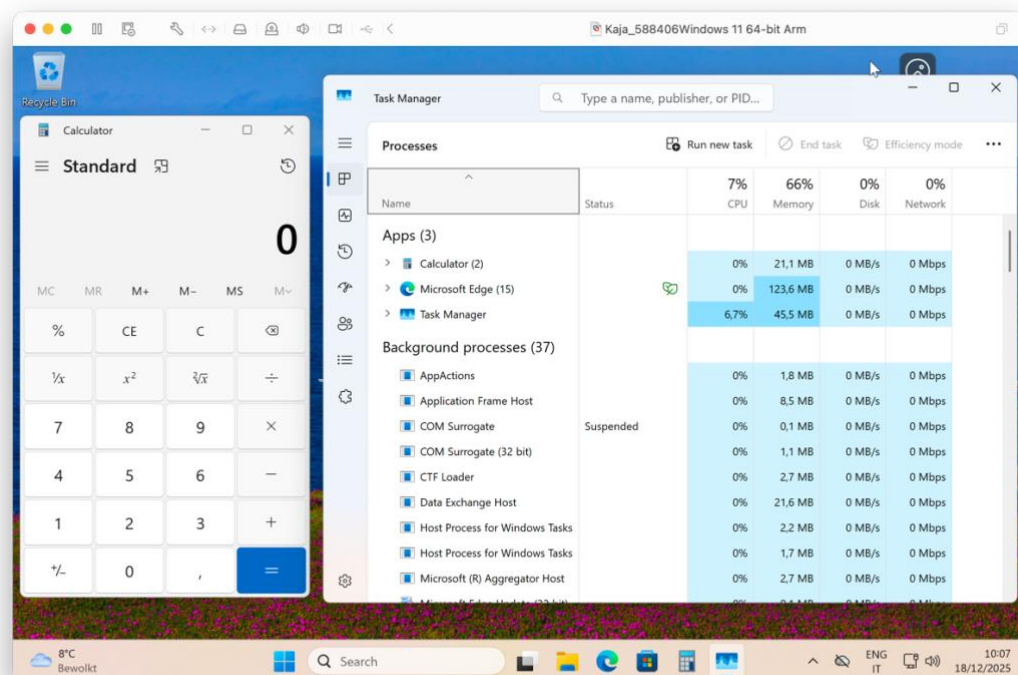 Kaja_588406Windows 11 64-bit Arm
Recycle Bin
Calculator
Standard
0
MC MR M+ M− MS M
% CE C
¹/x x² ²√x ÷
7 8 9 ×
4 5 6 −
1 2 3 +
+/− 0 , =
Task Manager
Type a name, publisher, or PID...
Processes
Run new task
End task
Efficiency mode
7% 66% 0% 0%
Name Status CPU Memory Disk Network
Apps (3)
Calculator (2) 0% 21,1 MB 0 MB/s 0 Mbps
Microsoft Edge (15) 0% 123,6 MB 0 MB/s 0 Mbps
Task Manager 6,7% 45,5 MB 0 MB/s 0 Mbps
Background processes (37)
AppActions 0% 1,8 MB 0 MB/s 0 Mbps
Application Frame Host 0% 8,5 MB 0 MB/s 0 Mbps
COM Surrogate Suspended 0% 0,1 MB 0 MB/s 0 Mbps
COM Surrogate (32 bit) 0% 1,1 MB 0 MB/s 0 Mbps
CTF Loader 0% 2,7 MB 0 MB/s 0 Mbps
Data Exchange Host 0% 21,6 MB 0 MB/s 0 Mbps
Host Process for Windows Tasks 0% 2,2 MB 0 MB/s 0 Mbps
Host Process for Windows Tasks 0% 1,7 MB 0 MB/s 0 Mbps
Microsoft (R) Aggregator Host 0% 2,7 MB 0 MB/s 0 Mbps
8°C
Bewolkt
Search
ENG
IT
10:07
18/12/2025